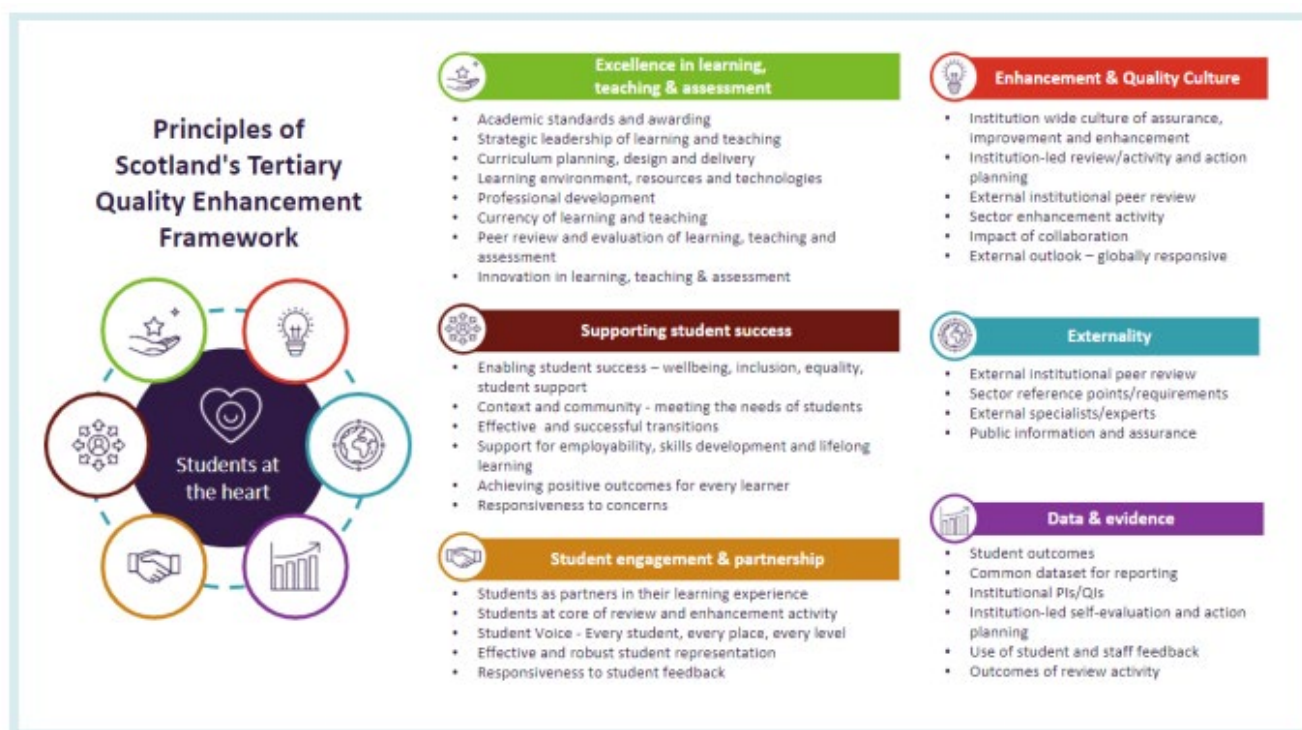 Principles of
Scotland's Tertiary
Quality Enhancement
Framework
Students at
the heart
Excellence in learning,
teaching & assessment
• Academic standards and awarding
• Strategic leadership of learning and teaching
• Curriculum planning, design and delivery
• Learning environment, resources and technologies
• Professional development
• Currency of learning and teaching
• Peer review and evaluation of learning, teaching and
assessment
• Innovation in learning, teaching & assessment
Supporting student success
• Enabling student success – wellbeing, inclusion, equality,
student support
• Context and community - meeting the needs of students
• Effective and successful transitions
• Support for employability, skills development and lifelong
learning
• Achieving positive outcomes for every learner
• Responsiveness to concerns
Student engagement & partnership
• Students as partners in their learning experience
• Students at core of review and enhancement activity
• Student Voice - Every student, every place, every level
• Effective and robust student representation
• Responsiveness to student feedback
Enhancement & Quality Culture
• Institution wide culture of assurance,
improvement and enhancement
• Institution-led review/activity and action
planning
• External institutional peer review
• Sector enhancement activity
• Impact of collaboration
• External outlook – globally responsive
Externality
• External institutional peer review
• Sector reference points/requirements
• External specialists/experts
• Public information and assurance
Data & evidence
• Student outcomes
• Common dataset for reporting
• Institutional PIs/QIs
• Institution-led self-evaluation and action
planning
• Use of student and staff feedback
• Outcomes of review activity